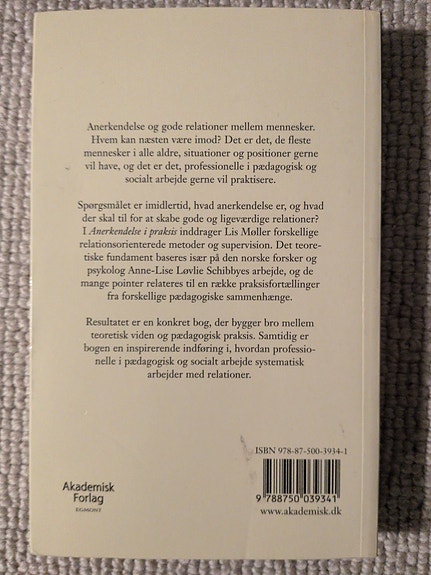 Anerkendelse og gode relationer mellem mennesker.
Hvem kan næsten være imod? Det er det, de fleste
mennesker i alle aldre, situationer og positioner gerne
vil have, og det er det, professionelle i pædagogisk og
socialt arbejde gerne vil praktisere.
Spørgsmålet er imidlertid, hvad anerkendelse er, og hvad
der skal til for at skabe gode og ligeværdige relationer?
I Anerkendelse i praksis inddrager Lis Møller forskellige
relationsorienterede metoder og supervision. Det teore-
tiske fundament baseres især på den norske forsker og
psykolog Anne-Lise Løvlie Schibbyes arbejde, og de
mange pointer relateres til en række praksisfortællinger
fra forskellige pædagogiske sammenhænge.
Resultatet er en konkret bog, der bygger bro mellem
teoretisk viden og pædagogisk praksis. Samtidig er
bogen en inspirerende indføring i, hvordan professio-
nelle i pædagogisk og socialt arbejde systematisk
arbejder med relationer.
ISBN 978-87-500-3934-1
9 788750 039341
www.akademisk.dk
Akademisk
Forlag
EGMONT